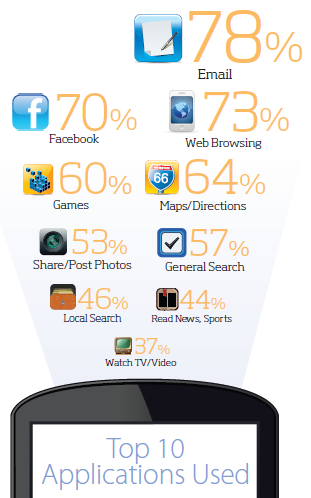 78%
Email
70%
Facebook
73%
Web Browsing
60%
Games
66
64%
Maps/Directions
53%
Share/Post Photos
57%
General Search
46%
Local Search
44%
Read News, Sports
37%
Watch TV/Video
Top 10
Applications Used